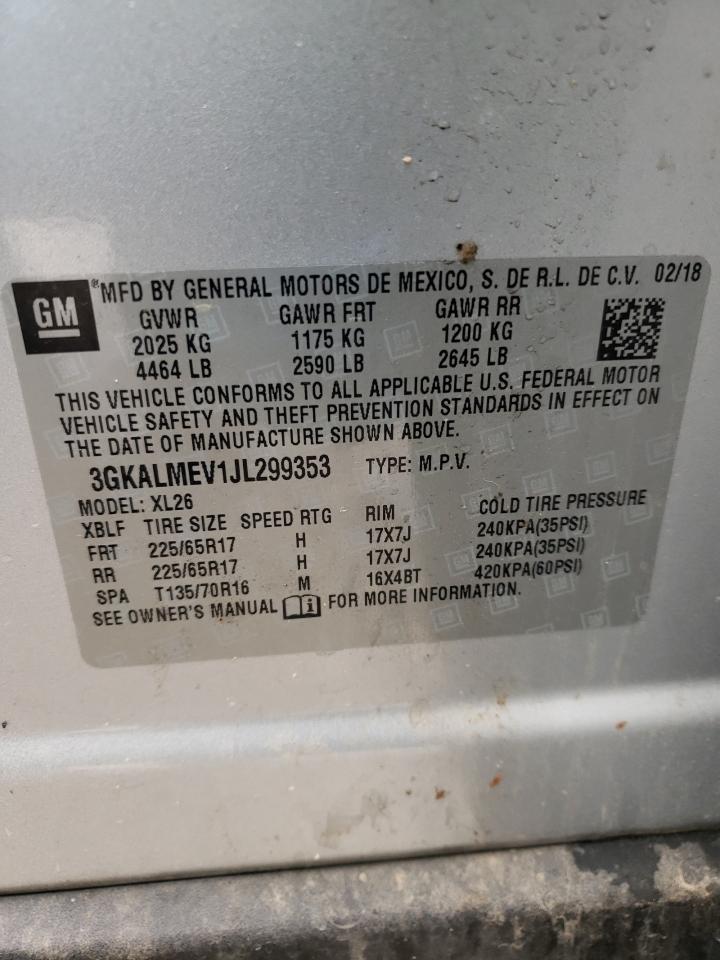 GM ®MFD BY GENERAL MOTORS DE MEXICO, S. DE R.L. DE C.V. 02/18
GVWR GAWR FRT GAWR RR
2025 KG 1175 KG 1200 KG
4464 LB 2590 LB 2645 LB
THIS VEHICLE CONFORMS TO ALL APPLICABLE U.S. FEDERAL MOTOR
VEHICLE SAFETY AND THEFT PREVENTION STANDARDS IN EFFECT ON
THE DATE OF MANUFACTURE SHOWN ABOVE.
3GKALMEV1JL299353 TYPE: M.P.V.
MODEL: XL26
XBLF TIRE SIZE SPEED RTG RIM COLD TIRE PRESSURE
FRT 225/65R17 H 17X7J 240KPA(35PSI)
RR 225/65R17 H 17X7J 240KPA(35PSI)
SPA T135/70R16 M 16X4BT 420KPA(60PSI)
SEE OWNER'S MANUAL i FOR MORE INFORMATION.